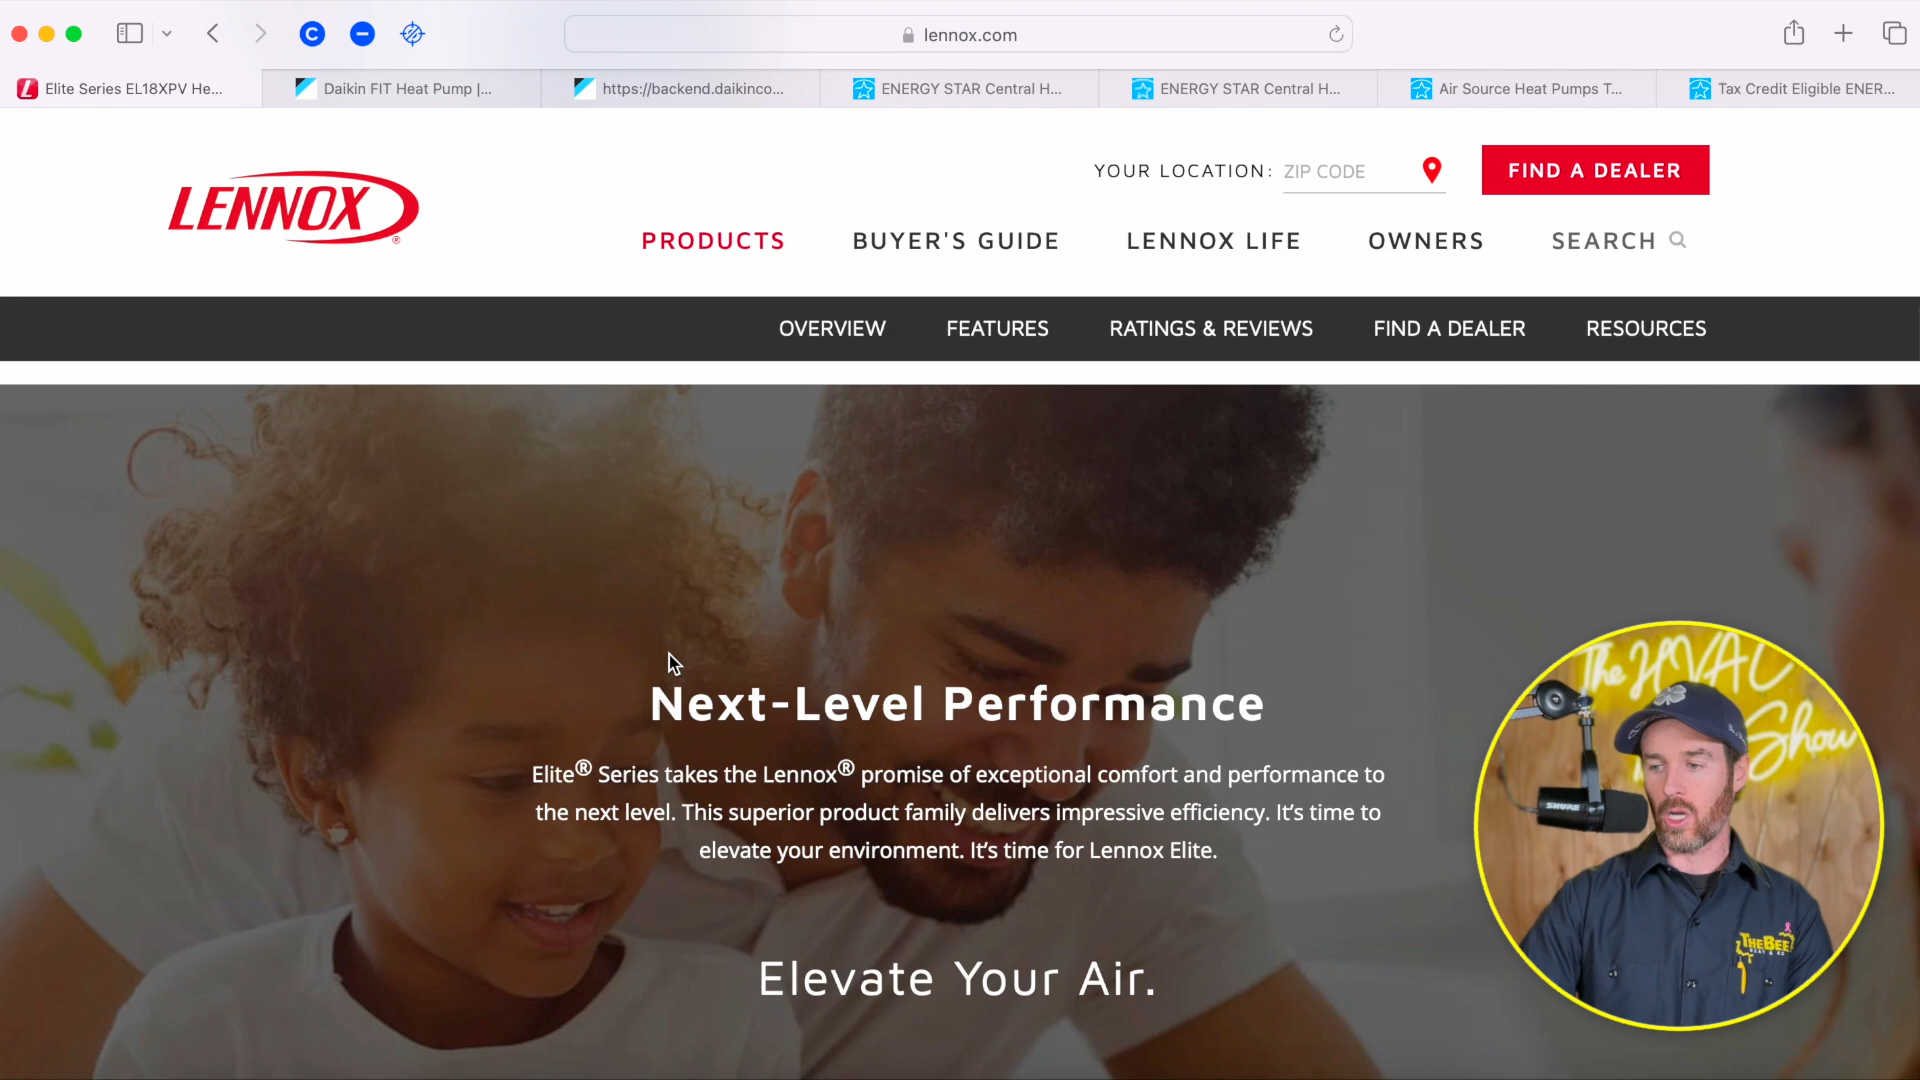 lennox.com
Elite Series EL18XPV He...
Daikin FIT Heat Pump |...
https://backend.daikinco...
ENERGY STAR Central H...
ENERGY STAR Central H...
Air Source Heat Pumps T...
Tax Credit Eligible ENER...
YOUR LOCATION: ZIP CODE
FIND A DEALER
LENNOX®
PRODUCTS
BUYER'S GUIDE
LENNOX LIFE
OWNERS
SEARCH
OVERVIEW
FEATURES
RATINGS & REVIEWS
FIND A DEALER
RESOURCES
Next-Level Performance
Elite® Series takes the Lennox® promise of exceptional comfort and performance to
the next level. This superior product family delivers impressive efficiency. It's time to
elevate your environment. It's time for Lennox Elite.
Elevate Your Air.
The HVAC
Show
SHURE
THEBEE